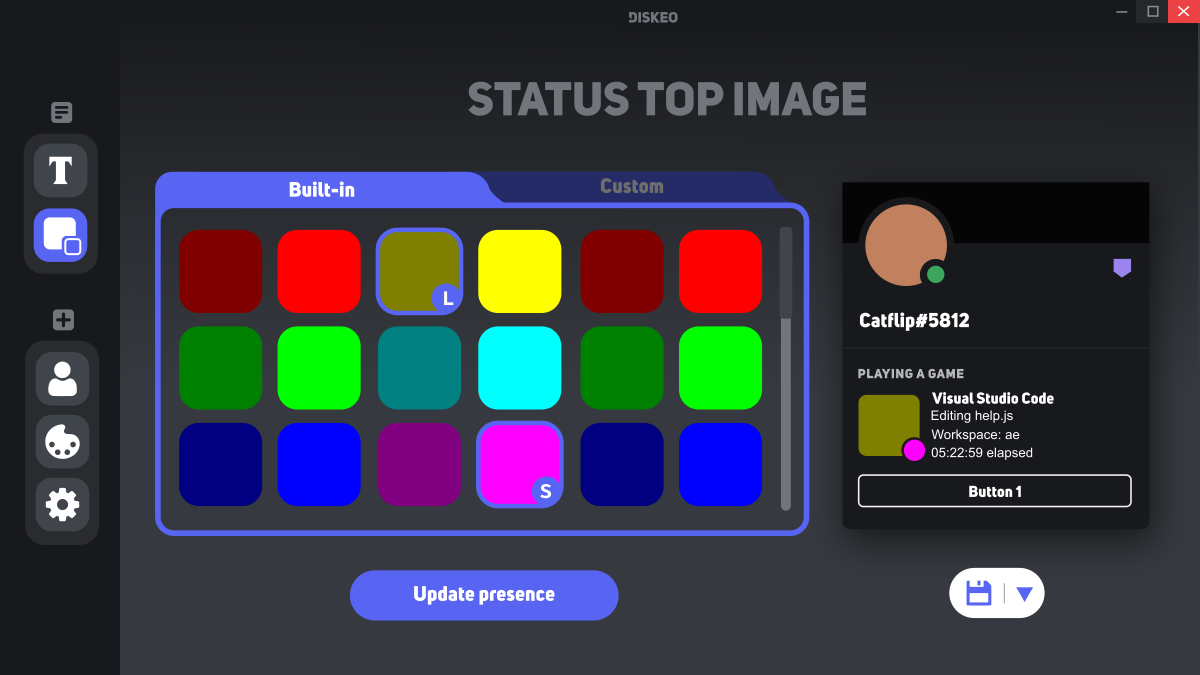 DISKEO
STATUS TOP IMAGE
T
Built-in
Custom
L
S
Catflip#5812
PLAYING A GAME
Visual Studio Code
Editing help.js
Workspace: ae
05:22:59 elapsed
Button 1
Update presence